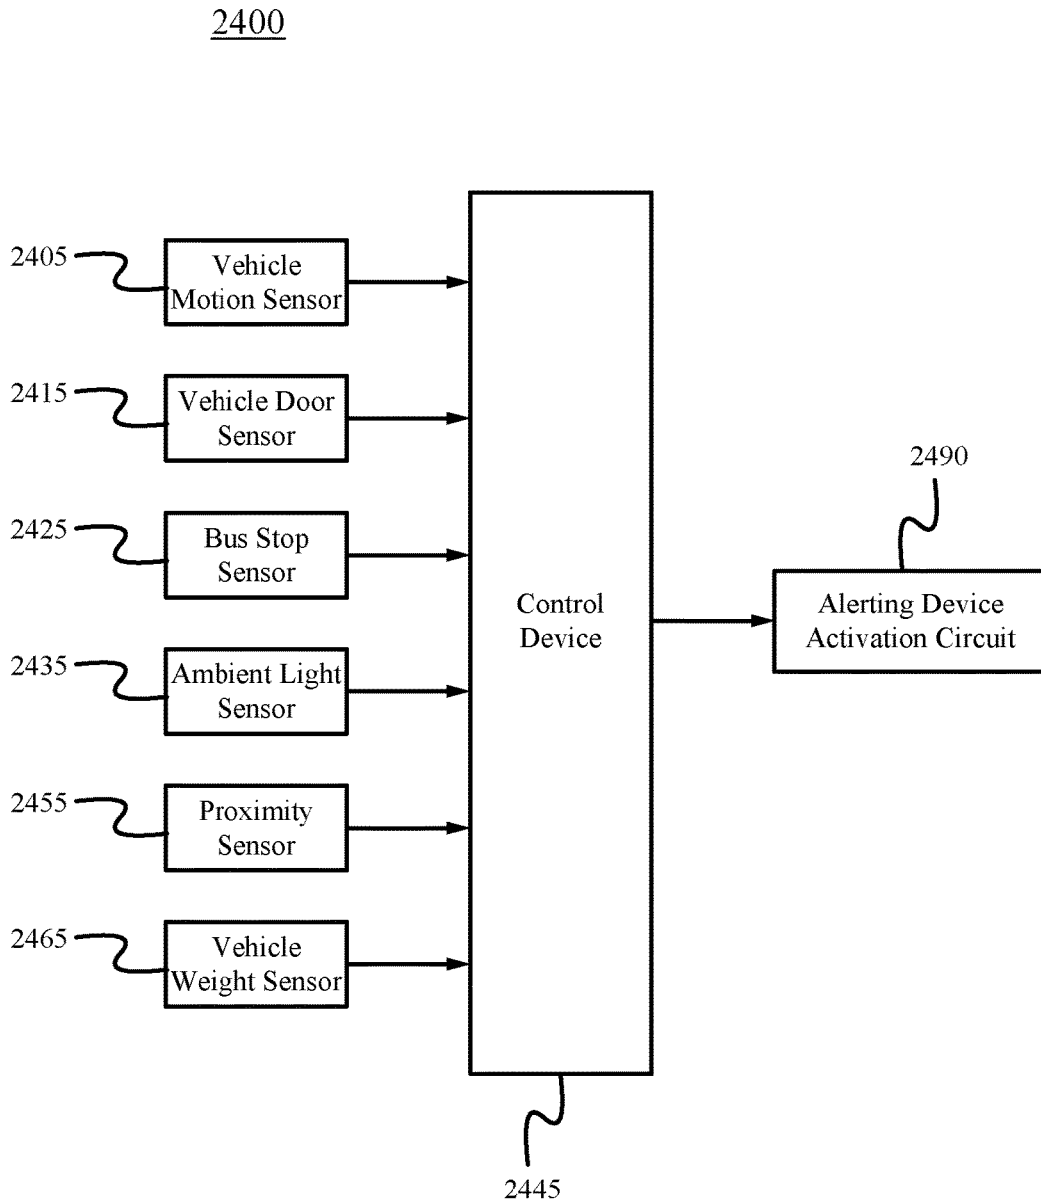 2400
2405
Vehicle
Motion Sensor
2415
Vehicle Door
Sensor
2425
Bus Stop
Sensor
2435
Ambient Light
Sensor
2455
Proximity
Sensor
2465
Vehicle
Weight Sensor
Control
Device
2445
2490
Alerting Device
Activation Circuit